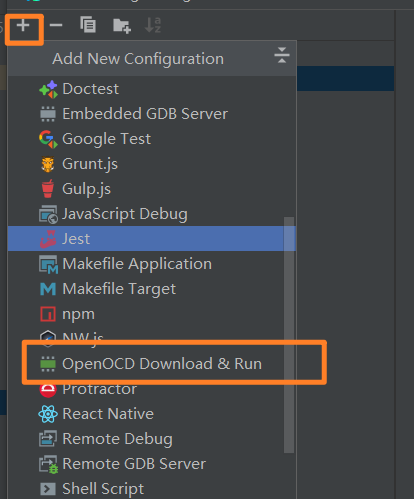 Add New Configuration
Doctest
Embedded GDB Server
Google Test
Grunt.js
Gulp.js
JavaScript Debug
Jest
Makefile Application
Makefile Target
npm
NW.js
OpenOCD Download & Run
Protractor
React Native
Remote Debug
Remote GDB Server
Shell Script